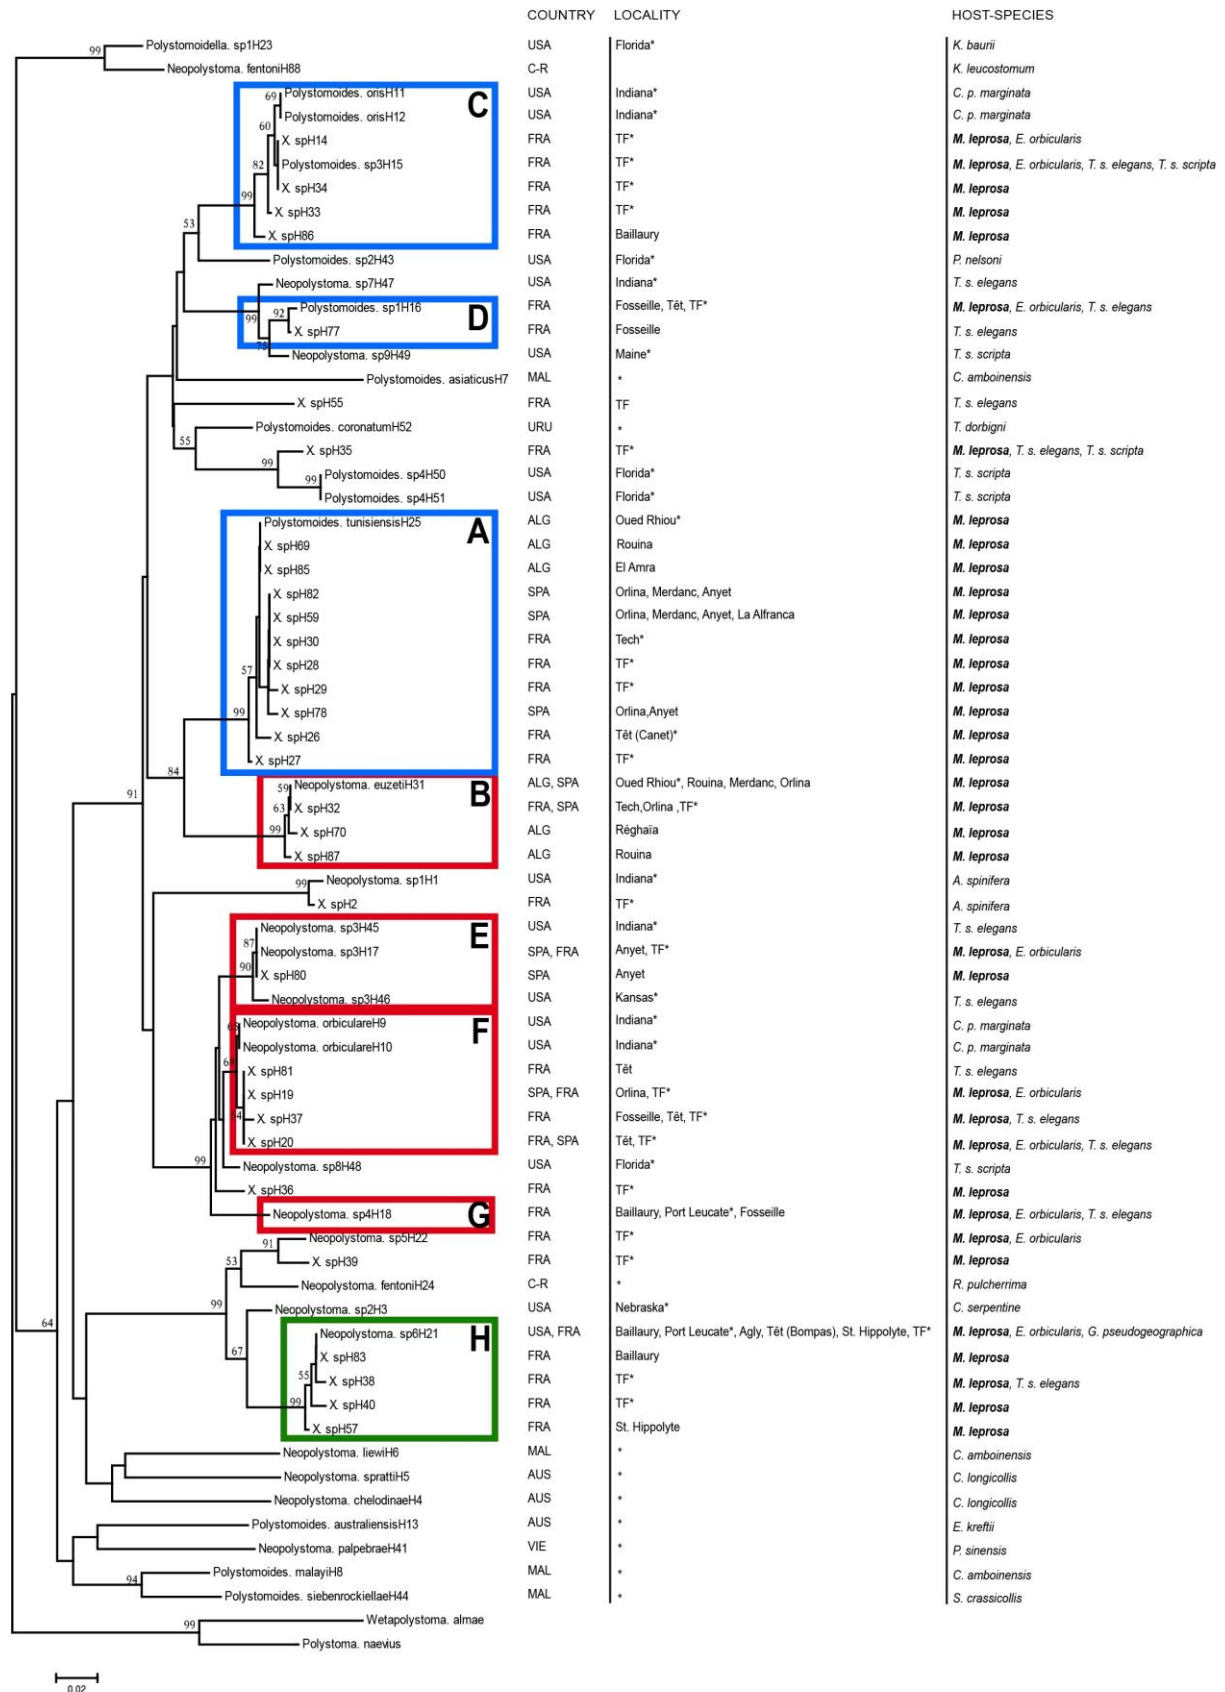 COUNTRY LOCALITY HOST-SPECIES
99 Polystomoidella. sp1H23 USA Florida* K. baurii
Neopolystoma. fentoniH88 C-R K. leucostomum
69 Polystomoides. orisH11 C USA Indiana* C. p. marginata
Polystomoides. orisH12 USA Indiana* C. p. marginata
60 X. spH14 FRA TF* M. leprosa, E. orbicularis
82 Polystomoides. sp3H15 FRA TF* M. leprosa, E. orbicularis, T. s. elegans, T. s. scripta
99 X. spH34 FRA TF* M. leprosa
X. spH33 FRA TF* M. leprosa
53 X. spH86 FRA Baillaury M. leprosa
Polystomoides. sp2H43 USA Florida* P. nelsoni
Neopolystoma. sp7H47 USA Indiana* T. s. elegans
99 92 Polystomoides. sp1H16 D FRA Fosseille, Têt, TF* M. leprosa, E. orbicularis, T. s. elegans
X. spH77 FRA Fosseille T. s. elegans
75 Neopolystoma. sp9H49 USA Maine* T. s. scripta
Polystomoides. asiaticusH7 MAL * C. amboinensis
X. spH55 FRA TF T. s. elegans
Polystomoides. coronatumH52 URU * T. dorbigni
55 X. spH35 FRA TF* M. leprosa, T. s. elegans, T. s. scripta
99 99 Polystomoides. sp4H50 USA Florida* T. s. scripta
Polystomoides. sp4H51 USA Florida* T. s. scripta
Polystomoides. tunisiensisH25 A ALG Oued Rhiou* M. leprosa
X. spH69 ALG Rouina M. leprosa
X. spH85 ALG El Amra M. leprosa
X. spH82 SPA Orlina, Merdanc, Anyet M. leprosa
X. spH59 SPA Orlina, Merdanc, Anyet, La Alfranca M. leprosa
X. spH30 FRA Tech* M. leprosa
57 X. spH28 FRA TF* M. leprosa
X. spH29 FRA TF* M. leprosa
99 X. spH78 SPA Orlina,Anyet M. leprosa
X. spH26 FRA Têt (Canet)* M. leprosa
84 X. spH27 FRA TF* M. leprosa
91 59 Neopolystoma. euzetiH31 B ALG, SPA Oued Rhiou*, Rouina, Merdanc, Orlina M. leprosa
63 X. spH32 FRA, SPA Tech,Orlina ,TF* M. leprosa
99 X. spH70 ALG Réghaïa M. leprosa
X. spH87 ALG Rouina M. leprosa
99 Neopolystoma. sp1H1 USA Indiana* A. spinifera
X. spH2 FRA TF* A. spinifera
Neopolystoma. sp3H45 E USA Indiana* T. s. elegans
87 Neopolystoma. sp3H17 SPA, FRA Anyet, TF* M. leprosa, E. orbicularis
90 X. spH80 SPA Anyet M. leprosa
Neopolystoma. sp3H46 USA Kansas* T. s. elegans
Neopolystoma. orbiculareH9 F USA Indiana* C. p. marginata
Neopolystoma. orbiculareH10 USA Indiana* C. p. marginata
X. spH81 FRA Têt T. s. elegans
X. spH19 SPA, FRA Orlina, TF* M. leprosa, E. orbicularis
X. spH37 FRA Fosseille, Têt, TF* M. leprosa, T. s. elegans
X. spH20 FRA, SPA Têt, TF* M. leprosa, E. orbicularis, T. s. elegans
99 Neopolystoma. sp8H48 USA Florida* T. s. scripta
X. spH36 FRA TF* M. leprosa
Neopolystoma. sp4H18 G FRA Baillaury, Port Leucate*, Fosseille M. leprosa, E. orbicularis, T. s. elegans
91 Neopolystoma. sp5H22 FRA TF* M. leprosa, E. orbicularis
53 X. spH39 FRA TF* M. leprosa
Neopolystoma. fentoniH24 C-R * R. pulcherrima
99 Neopolystoma. sp2H3 USA Nebraska* C. serpentine
64 Neopolystoma. sp6H21 H USA, FRA Baillaury, Port Leucate*, Agly, Têt (Bompas), St. Hippolyte, TF* M. leprosa, E. orbicularis, G. pseudogeographica
67 X. spH83 FRA Baillaury M. leprosa
55 X. spH38 FRA TF* M. leprosa, T. s. elegans
99 X. spH40 FRA TF* M. leprosa
X. spH57 FRA St. Hippolyte M. leprosa
Neopolystoma. liewiH6 MAL * C. amboinensis
Neopolystoma. sprattiH5 AUS * C. longicollis
Neopolystoma. chelodinaeH4 AUS * C. longicollis
Polystomoides. australiensisH13 AUS * E. kreftii
Neopolystoma. palpebraeH41 VIE * P. sinensis
94 Polystomoides. malayiH8 MAL * C. amboinensis
Polystomoides. siebenrockiellaeH44 MAL * S. crassicollis
Wetapolystoma. almae
99 Polystoma. naevius
0.02